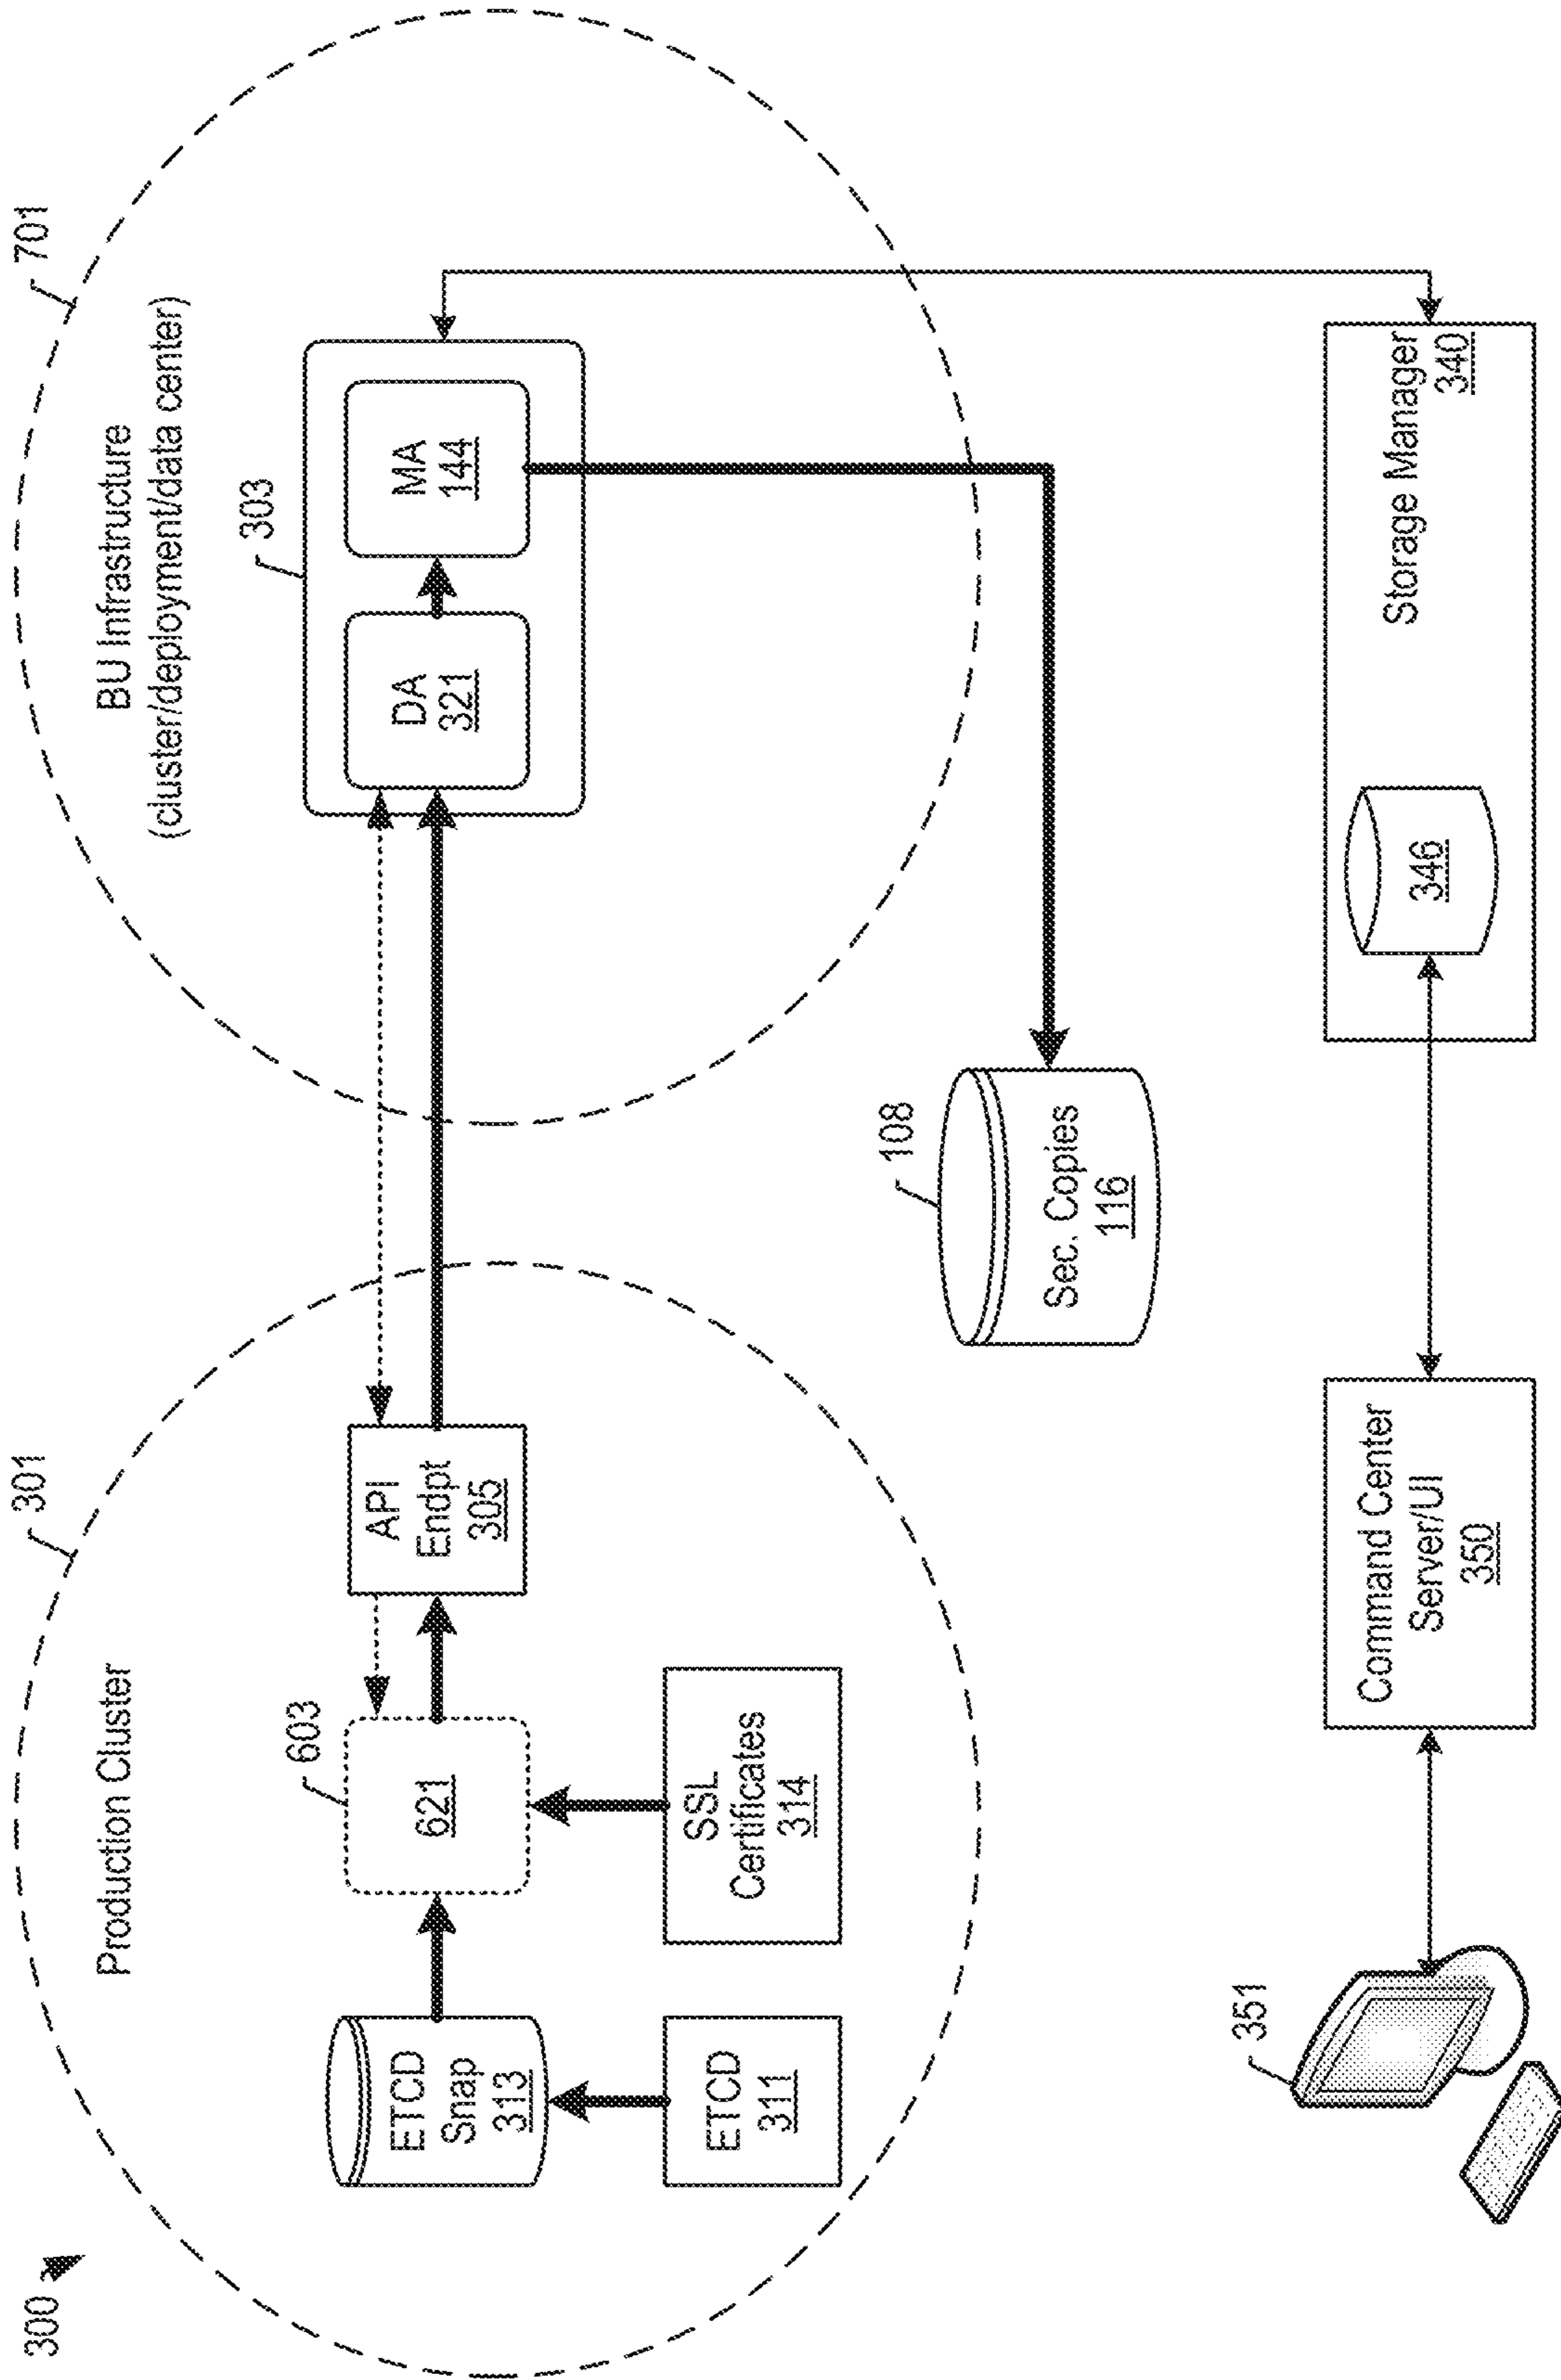 300
301
Production Cluster
ETCD
Snap
313
ETCD
311
603
621
SSL
Certificates
314
API
Endpt
305
701
BU Infrastructure
(cluster/deployment/data center)
303
DA
321
MA
144
108
Sec. Copies
116
351
Command Center
Server/UI
350
346
Storage Manager
340